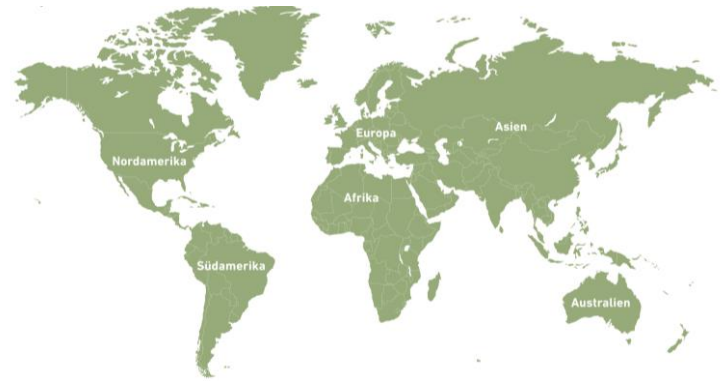 Europa
Asien
Nordamerika
Afrika
Südamerika
Australien